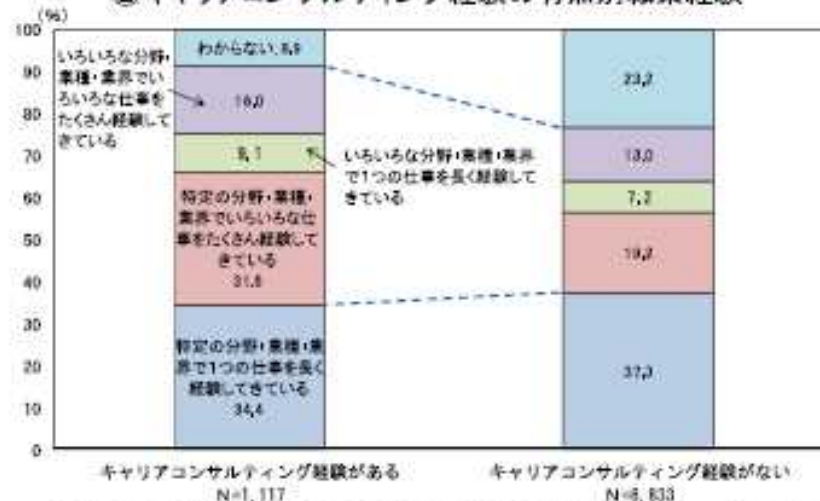 キャリアコンサルティング経験の有無別職業経験
(%)
100
90
80
70
60
50
40
30
20
10
0
いろいろな分野・
業種・業界でい
ろいろな仕事を
たくさん経験して
きている
わからない, 8,9
16,0
9,1
特定の分野・業種・
業界でいろいろな仕
事をたくさん経験して
きている
31,6
特定の分野・業種・業
界で1つの仕事を長く
経験してきている
34,4
いろいろな分野・業種・業界
で1つの仕事を長く経験して
きている
23,2
13,0
7,2
19,2
37,3
キャリアコンサルティング経験がある
N=1,117
キャリアコンサルティング経験がない
N=8,833